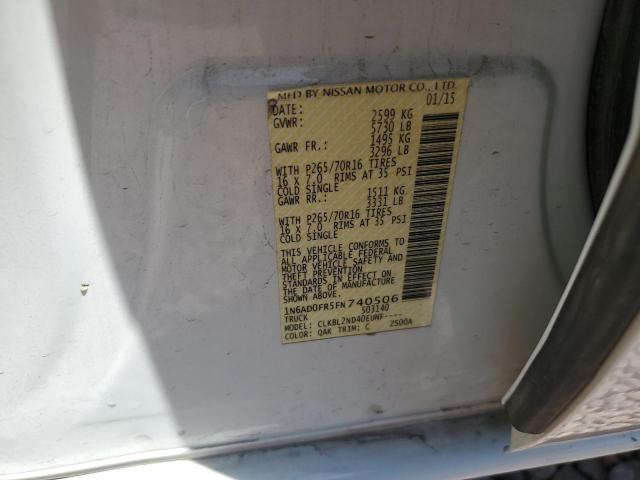 MFD BY NISSAN MOTOR CO., LTD.
DATE: 01/15
GVWR: 2599 KG
5730 LB
GAWR FR.: 1495 KG
3296 LB
WITH P265/70R16 TIRES
16 X 7.0 RIMS AT 35 PSI
COLD SINGLE
GAWR RR.: 1511 KG
3331 LB
WITH P265/70R16 TIRES
16 X 7.0 RIMS AT 35 PSI
COLD SINGLE
THIS VEHICLE CONFORMS TO
ALL APPLICABLE FEDERAL
MOTOR VEHICLE SAFETY AND
THEFT PREVENTION
STANDARDS IN EFFECT ON
THE DATE OF MANUFACTURE
SHOWN ABOVE.
1N6AD0FR5FN740506
TRUCK 503140
MODEL: CLKBL2ND40EUNF----
COLOR: QAK TRIM: C 2500A